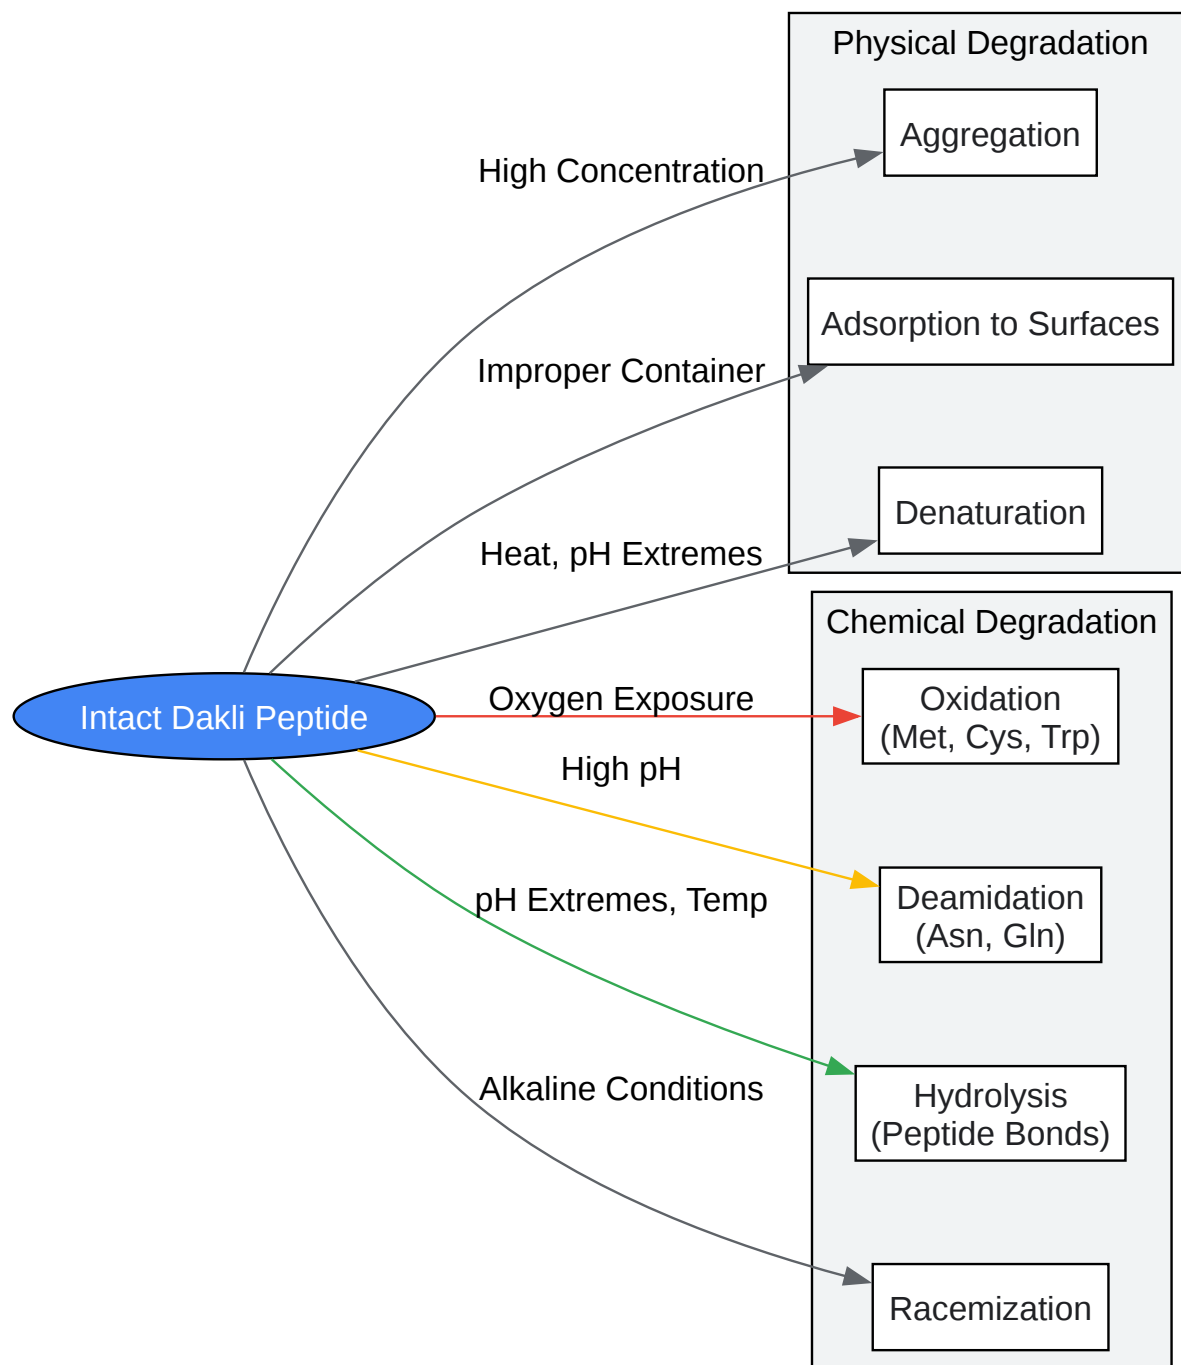 Physical Degradation
Aggregation
High Concentration
Adsorption to Surfaces
Improper Container
Denaturation
Heat, pH Extremes
Chemical Degradation
Intact Dakli Peptide
Oxygen Exposure
Oxidation
(Met, Cys, Trp)
High pH
Deamidation
(Asn, Gln)
pH Extremes, Temp
Hydrolysis
(Peptide Bonds)
Alkaline Conditions
Racemization